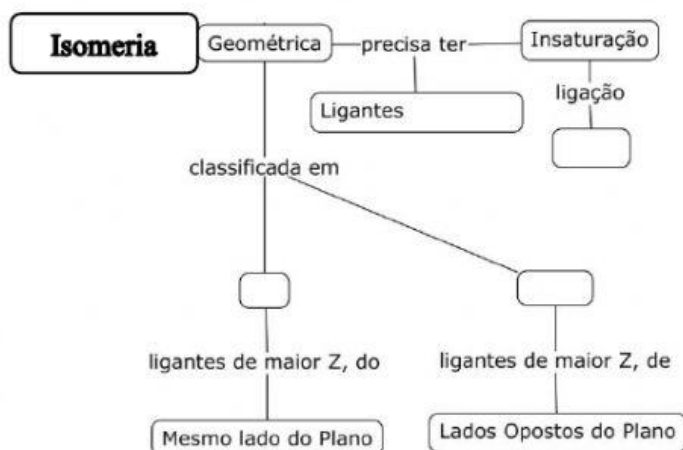 Isomeria
Geométrica
precisa ter
Insaturação
Ligantes
ligação
classificada em
ligantes de maior Z, do
ligantes de maior Z, de
Mesmo lado do Plano
Lados Opostos do Plano